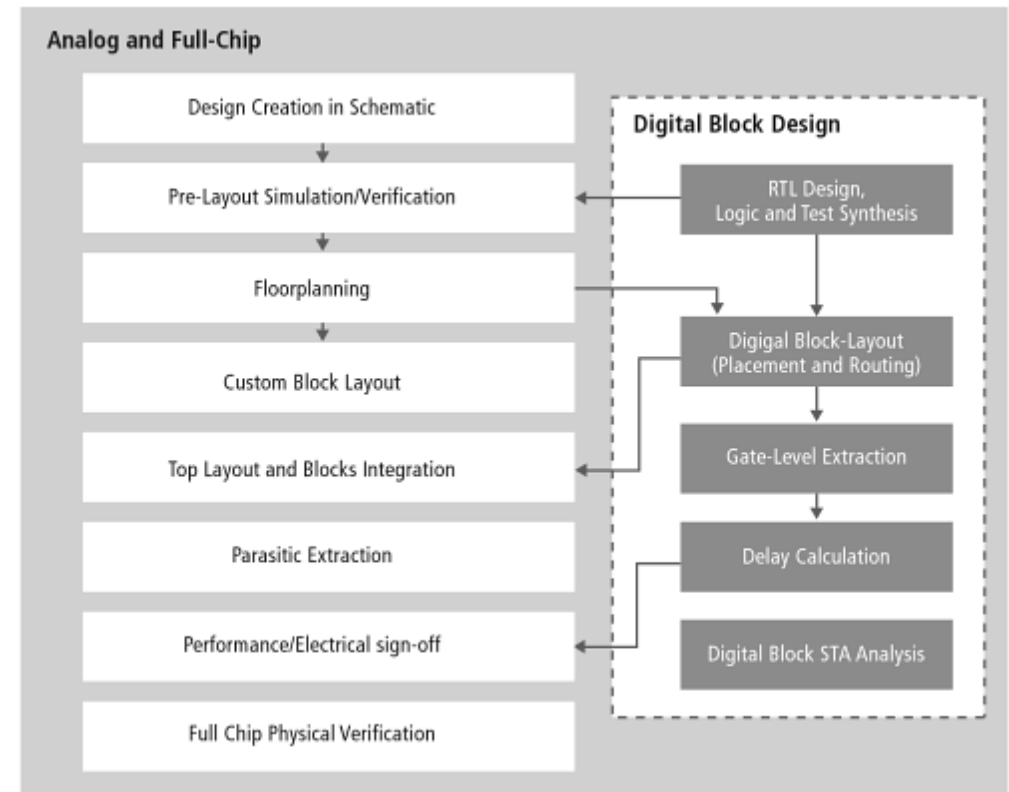 Analog and Full-Chip
Design Creation in Schematic
Pre-Layout Simulation/Verification
Floorplanning
Custom Block Layout
Top Layout and Blocks Integration
Parasitic Extraction
Performance/Electrical sign-off
Full Chip Physical Verification
Digital Block Design
RTL Design,
Logic and Test Synthesis
Digigal Block-Layout
(Placement and Routing)
Gate-Level Extraction
Delay Calculation
Digital Block STA Analysis